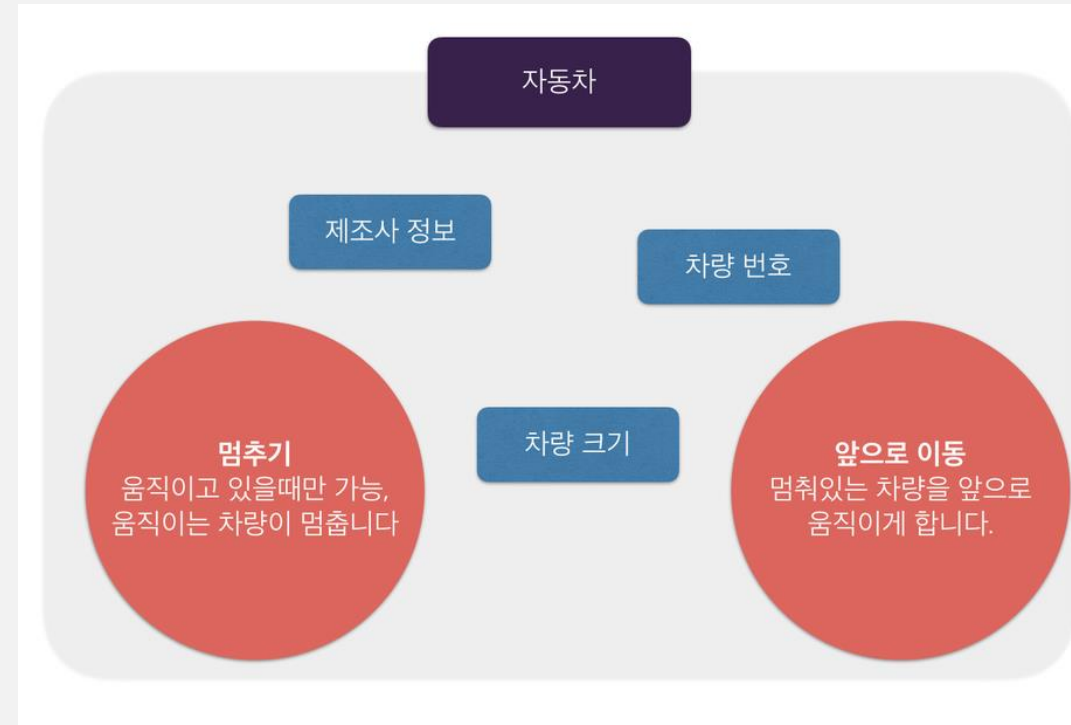 자동차
제조사 정보
차량 번호
차량 크기
멈추기
움직이고 있을때만 가능,
움직이는 차량이 멈춥니다
앞으로 이동
멈춰있는 차량을 앞으로
움직이게 합니다.